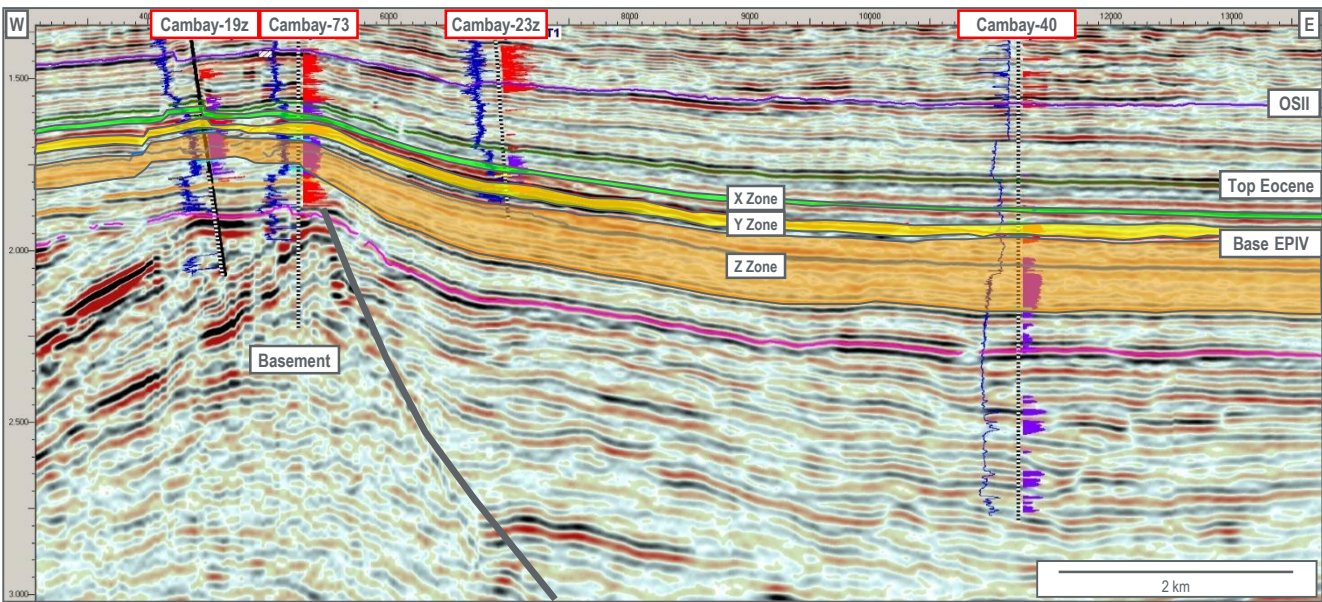 W
Cambay-19z
Cambay-73
Cambay-23z
Cambay-40
E
6000
8000
10000
12000
13000
T1
1.500
OSII
Top Eocene
X Zone
Y Zone
Base EPIV
2.000
Z Zone
Basement
2.500
2 km
3.000